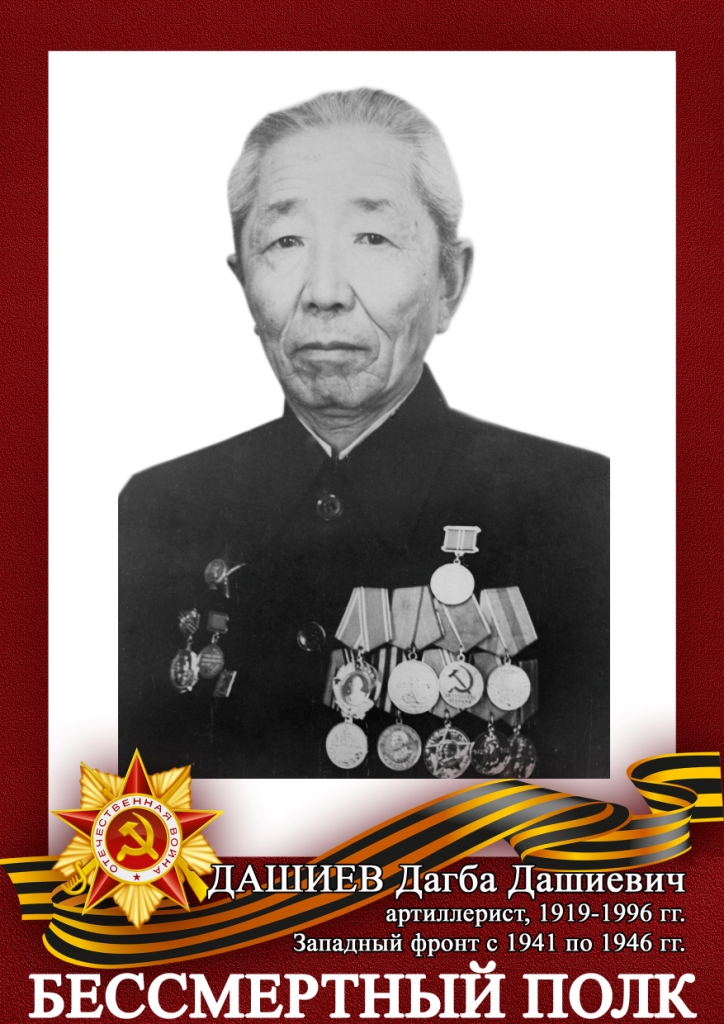 ОТЕЧЕСТВЕННАЯ ВОЙНА
ДАШИЕВ Дагба Дашиевич
артиллерист, 1919-1996 гг.
Западный фронт с 1941 по 1946 гг.
БЕССМЕРТНЫЙ ПОЛК